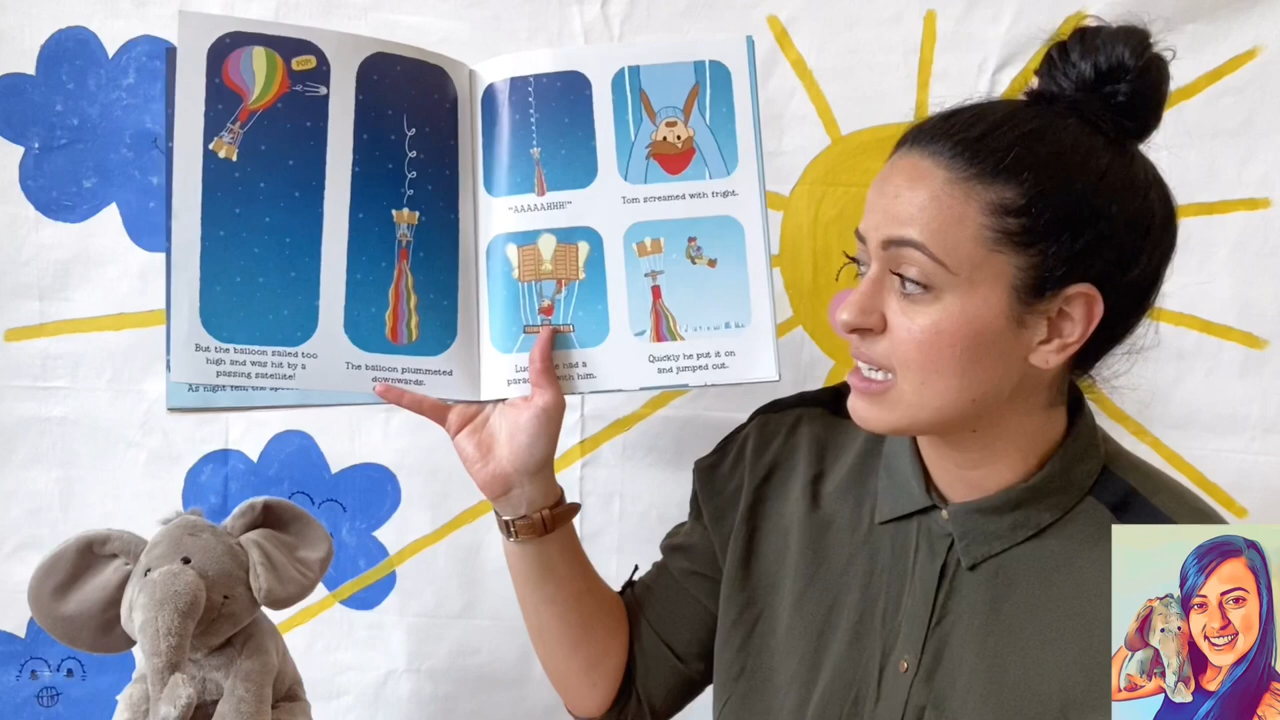 POM
But the balloon sailed too
high and was hit by a
passing satellite!
As night fell, the
The balloon plummeted
downwards.
"AAAAAHHH!"
Tom screamed with fright.
had a
with him.
Quickly he put it on
and jumped out.